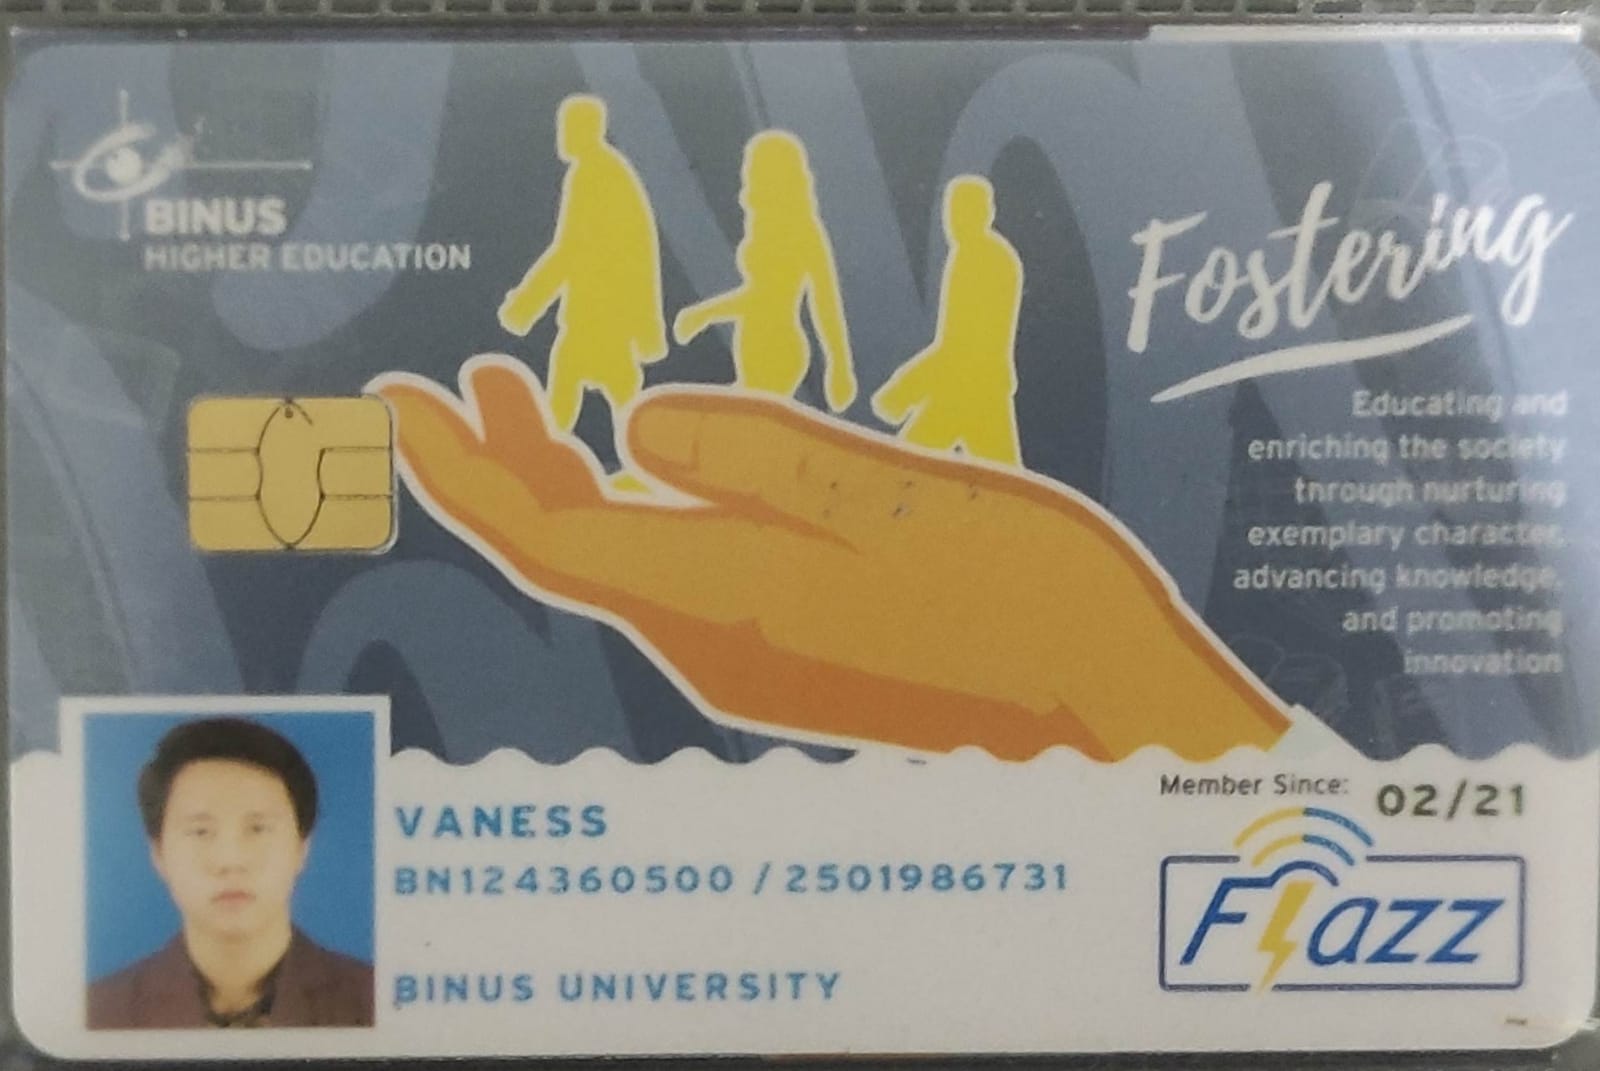 BINUS
HIGHER EDUCATION
Fostering
Educating and
enriching the society
through nurturing
exemplary character,
advancing knowledge,
and promoting
innovation
Member Since: 02/21
VANESS
BN124360500 / 2501986731
BINUS UNIVERSITY
Flazz